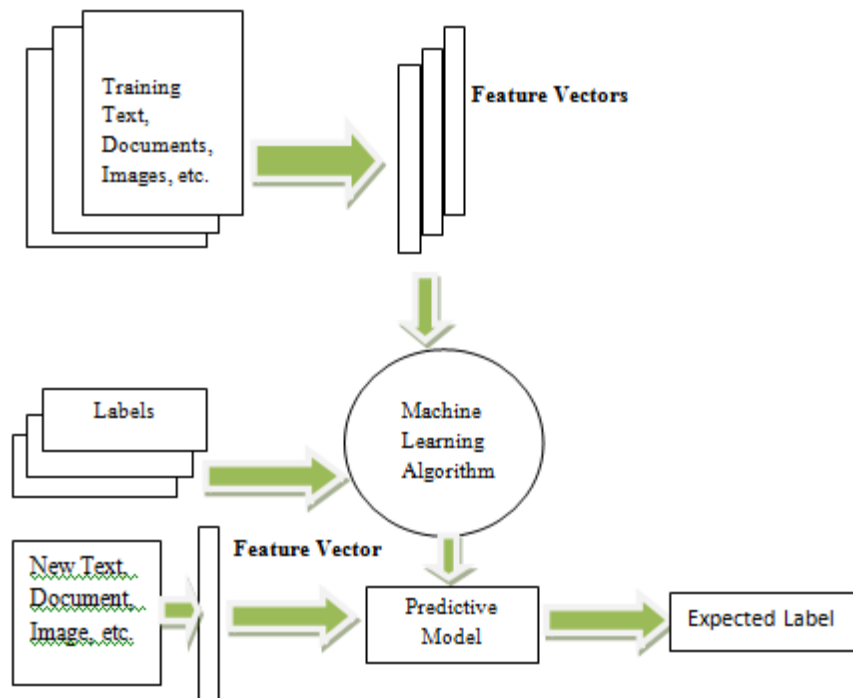 Training
Text,
Documents,
Images, etc.
Feature Vectors
Labels
Machine
Learning
Algorithm
New Text,
Document,
Image, etc.
Feature Vector
Predictive
Model
Expected Label